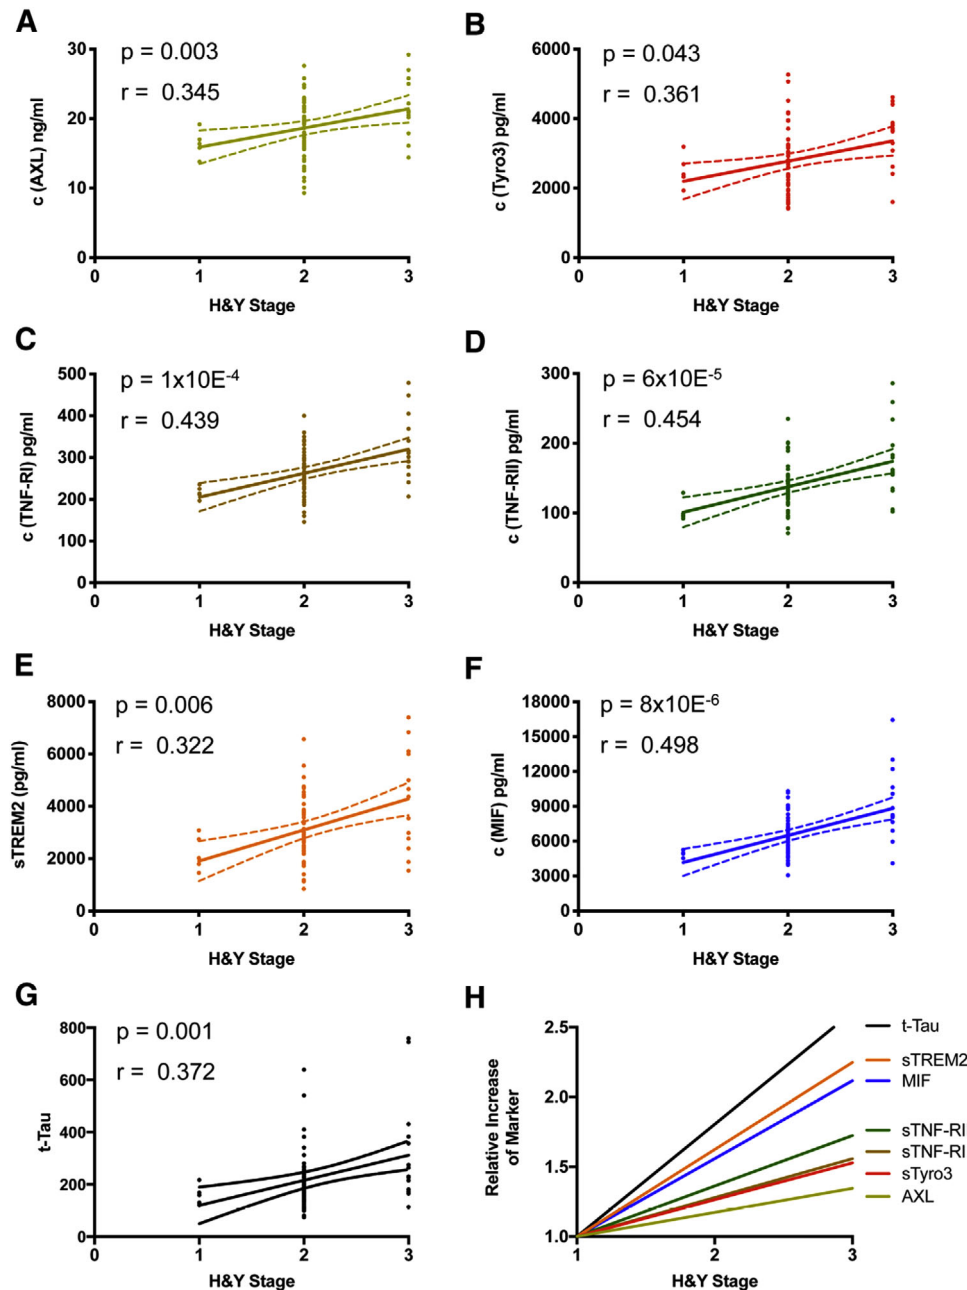 A
p = 0.003
r = 0.345
c (AXL) ng/ml
30
20
10
0
0 1 2 3
H&Y Stage
B
p = 0.043
r = 0.361
c (Tyro3) pg/ml
6000
4000
2000
0
0 1 2 3
H&Y Stage
C
p = 1x10E-4
r = 0.439
c (TNF-RI) pg/ml
500
400
300
200
100
0
0 1 2 3
H&Y Stage
D
p = 6x10E-5
r = 0.454
c (TNF-RII) pg/ml
300
200
100
0
0 1 2 3
H&Y Stage
E
p = 0.006
r = 0.322
sTREM2 (pg/ml)
8000
6000
4000
2000
0
0 1 2 3
H&Y Stage
F
p = 8x10E-6
r = 0.498
c (MIF) pg/ml
18000
15000
12000
9000
6000
3000
0
0 1 2 3
H&Y Stage
G
p = 0.001
r = 0.372
t-Tau
800
600
400
200
0
0 1 2 3
H&Y Stage
H
Relative Increase
of Marker
2.5
2.0
1.5
1.0
1 2 3
H&Y Stage
t-Tau
sTREM2
MIF
sTNF-RI
sTNF-RI
sTyro3
AXL